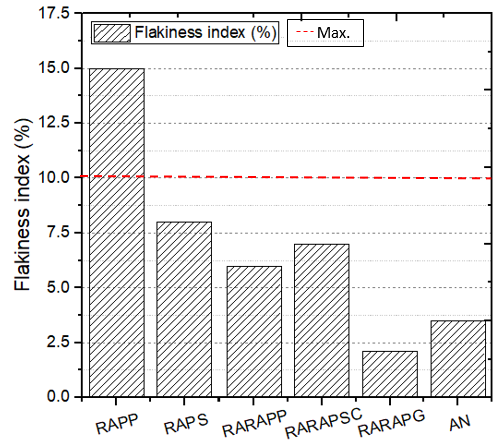 Flakiness index (%)
Max.
Flakiness index (%)
17.5
15.0
12.5
10.0
7.5
5.0
2.5
0.0
RAPP
RAPS
RARAPP
RARAPSC
RARAPG
AN